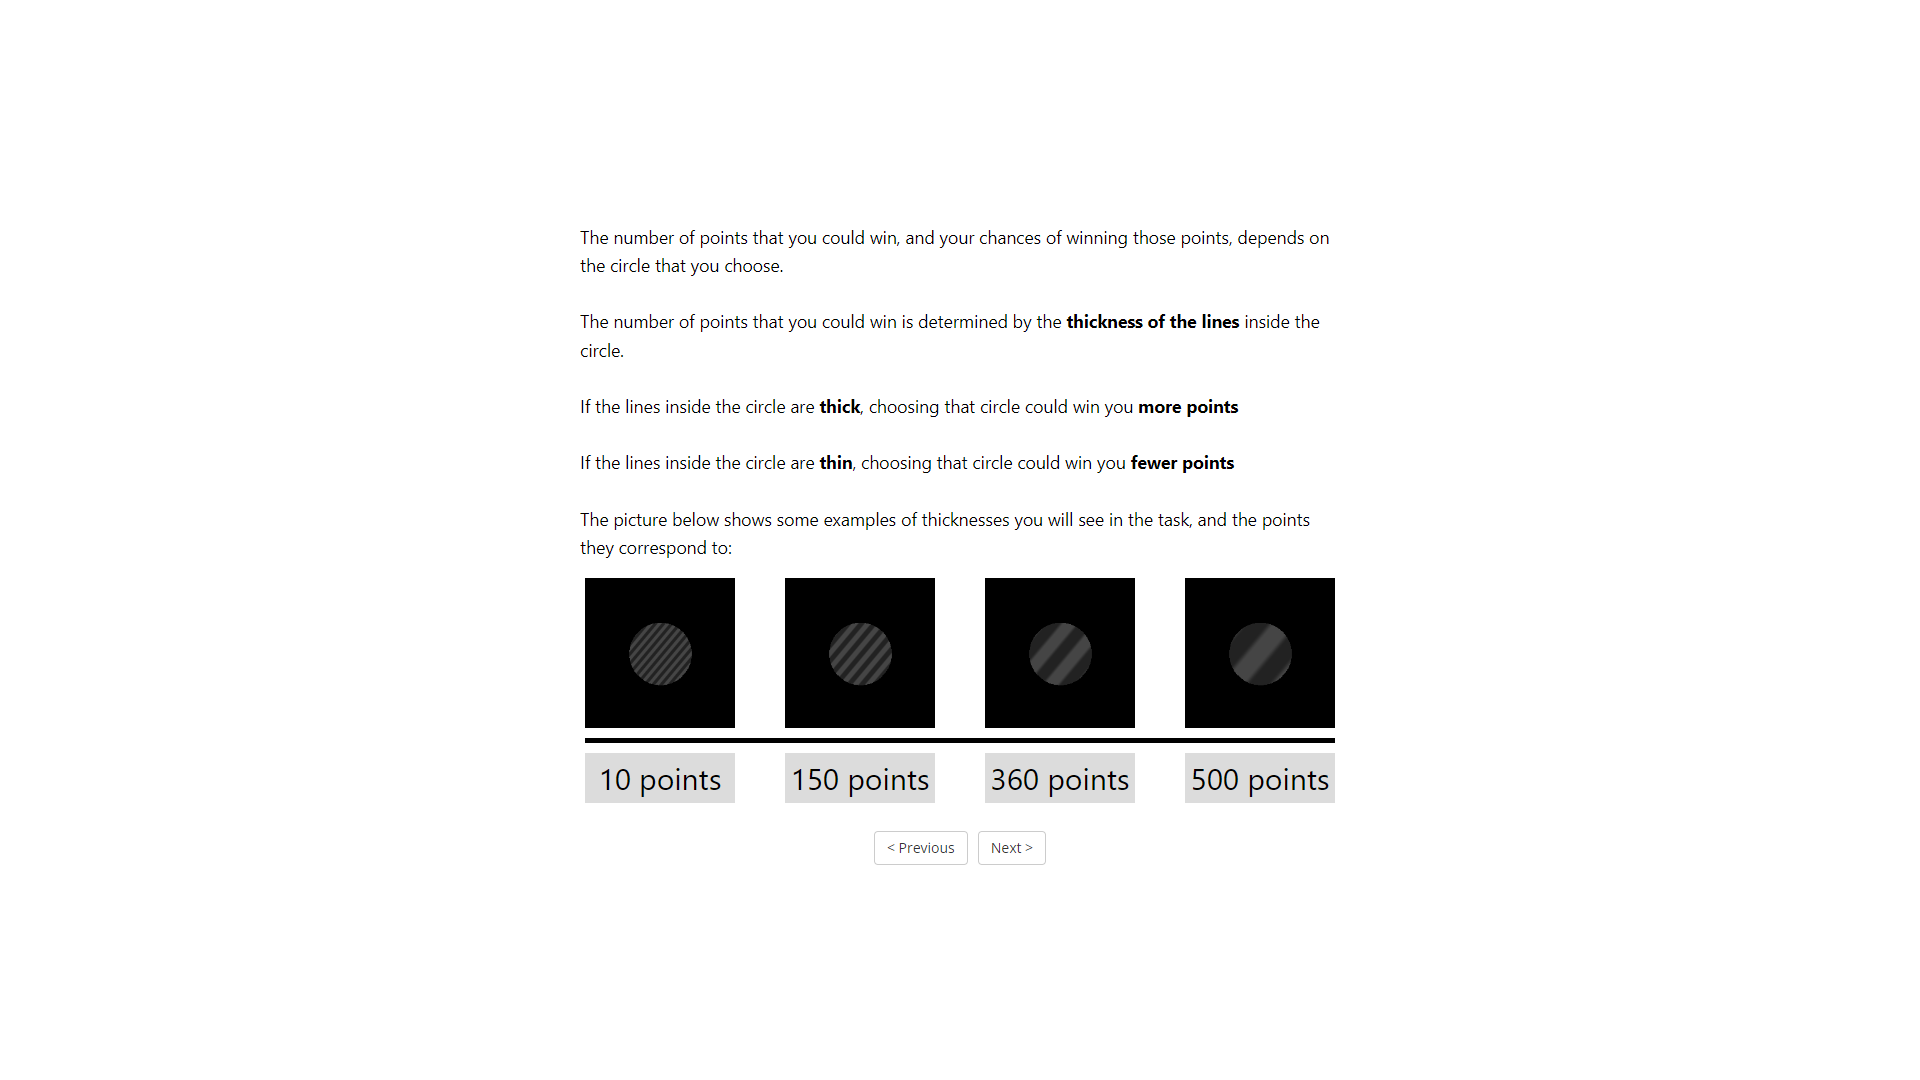 The number of points that you could win, and your chances of winning those points, depends on
the circle that you choose.
The number of points that you could win is determined by the thickness of the lines inside the
circle.
If the lines inside the circle are thick, choosing that circle could win you more points
If the lines inside the circle are thin, choosing that circle could win you fewer points
The picture below shows some examples of thicknesses you will see in the task, and the points
they correspond to:
10 points 150 points 360 points 500 points
< Previous Next >